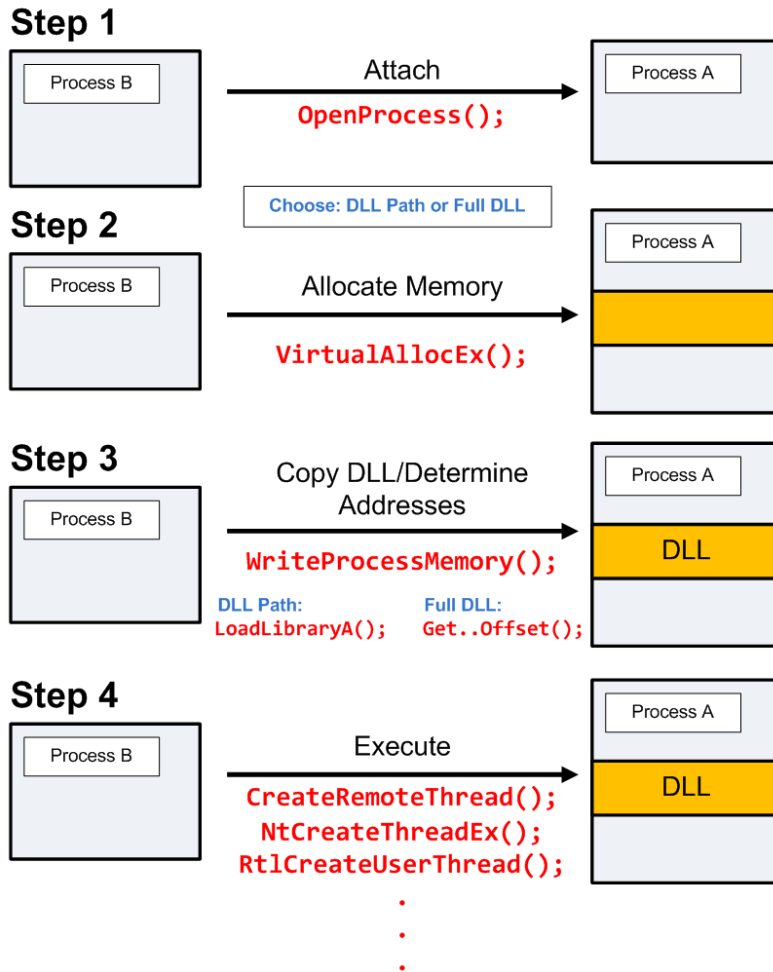 Step 1
Process B
Attach
OpenProcess();
Process A
Choose: DLL Path or Full DLL
Step 2
Process B
Allocate Memory
VirtualAllocEx();
Process A
Step 3
Process B
Copy DLL/Determine
Addresses
WriteProcessMemory();
DLL Path:
LoadLibraryA();
Full DLL:
Get..Offset();
Process A
DLL
Step 4
Process B
Execute
CreateRemoteThread();
NtCreateThreadEx();
RtlCreateUserThread();
.
.
.
Process A
DLL